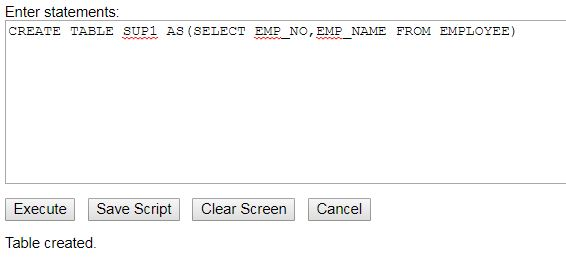 Enter statements:
CREATE TABLE SUP1 AS(SELECT EMP_NO,EMP_NAME FROM EMPLOYEE)
Execute Save Script Clear Screen Cancel
Table created.